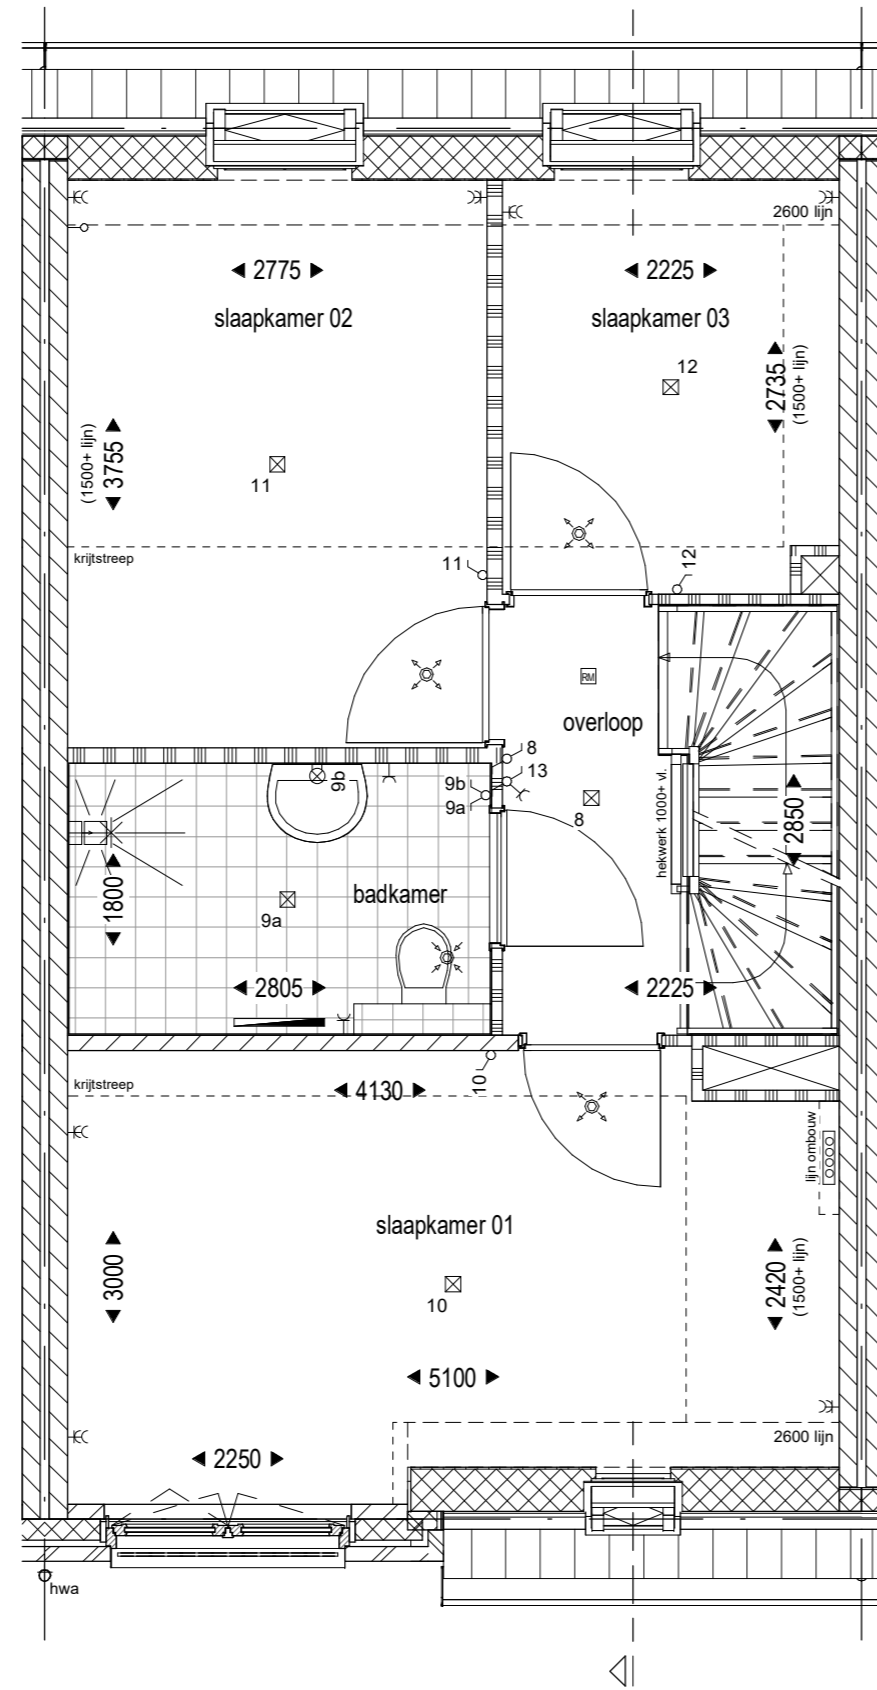 2600 lijn
2775
2225
slaapkamer 02
slaapkamer 03
12
2735
(1500+ lijn)
(1500+ lijn)
3755
11
krijtstreep
11
12
RM
overloop
8
13
9b
9b
9a
8
hekwerk 1000+ vl.
2850
1800
badkamer
9a
2805
2225
krijtstreep
4130
10
lijn ombouw
slaapkamer 01
3000
2420
(1500+ lijn)
10
5100
2600 lijn
2250
hwa